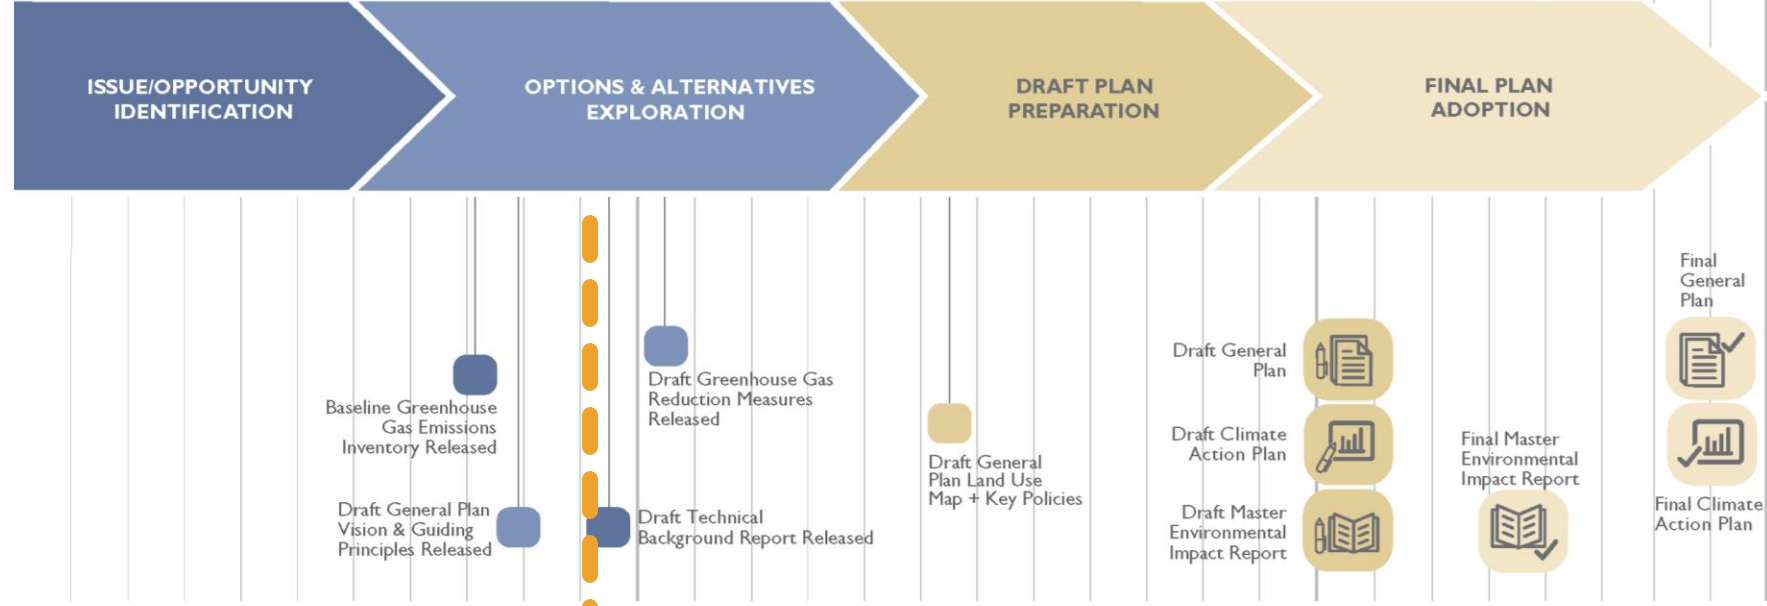 ISSUE/OPPORTUNITY
IDENTIFICATION
OPTIONS & ALTERNATIVES
EXPLORATION
DRAFT PLAN
PREPARATION
FINAL PLAN
ADOPTION
Baseline Greenhouse
Gas Emissions
Inventory Released
Draft General Plan
Vision & Guiding
Principles Released
Draft Greenhouse Gas
Reduction Measures
Released
Draft Technical
Background Report Released
Draft General
Plan Land Use
Map + Key Policies
Draft General
Plan
Draft Climate
Action Plan
Draft Master
Environmental
Impact Report
Final Master
Environmental
Impact Report
Final
General
Plan
Final Climate
Action Plan